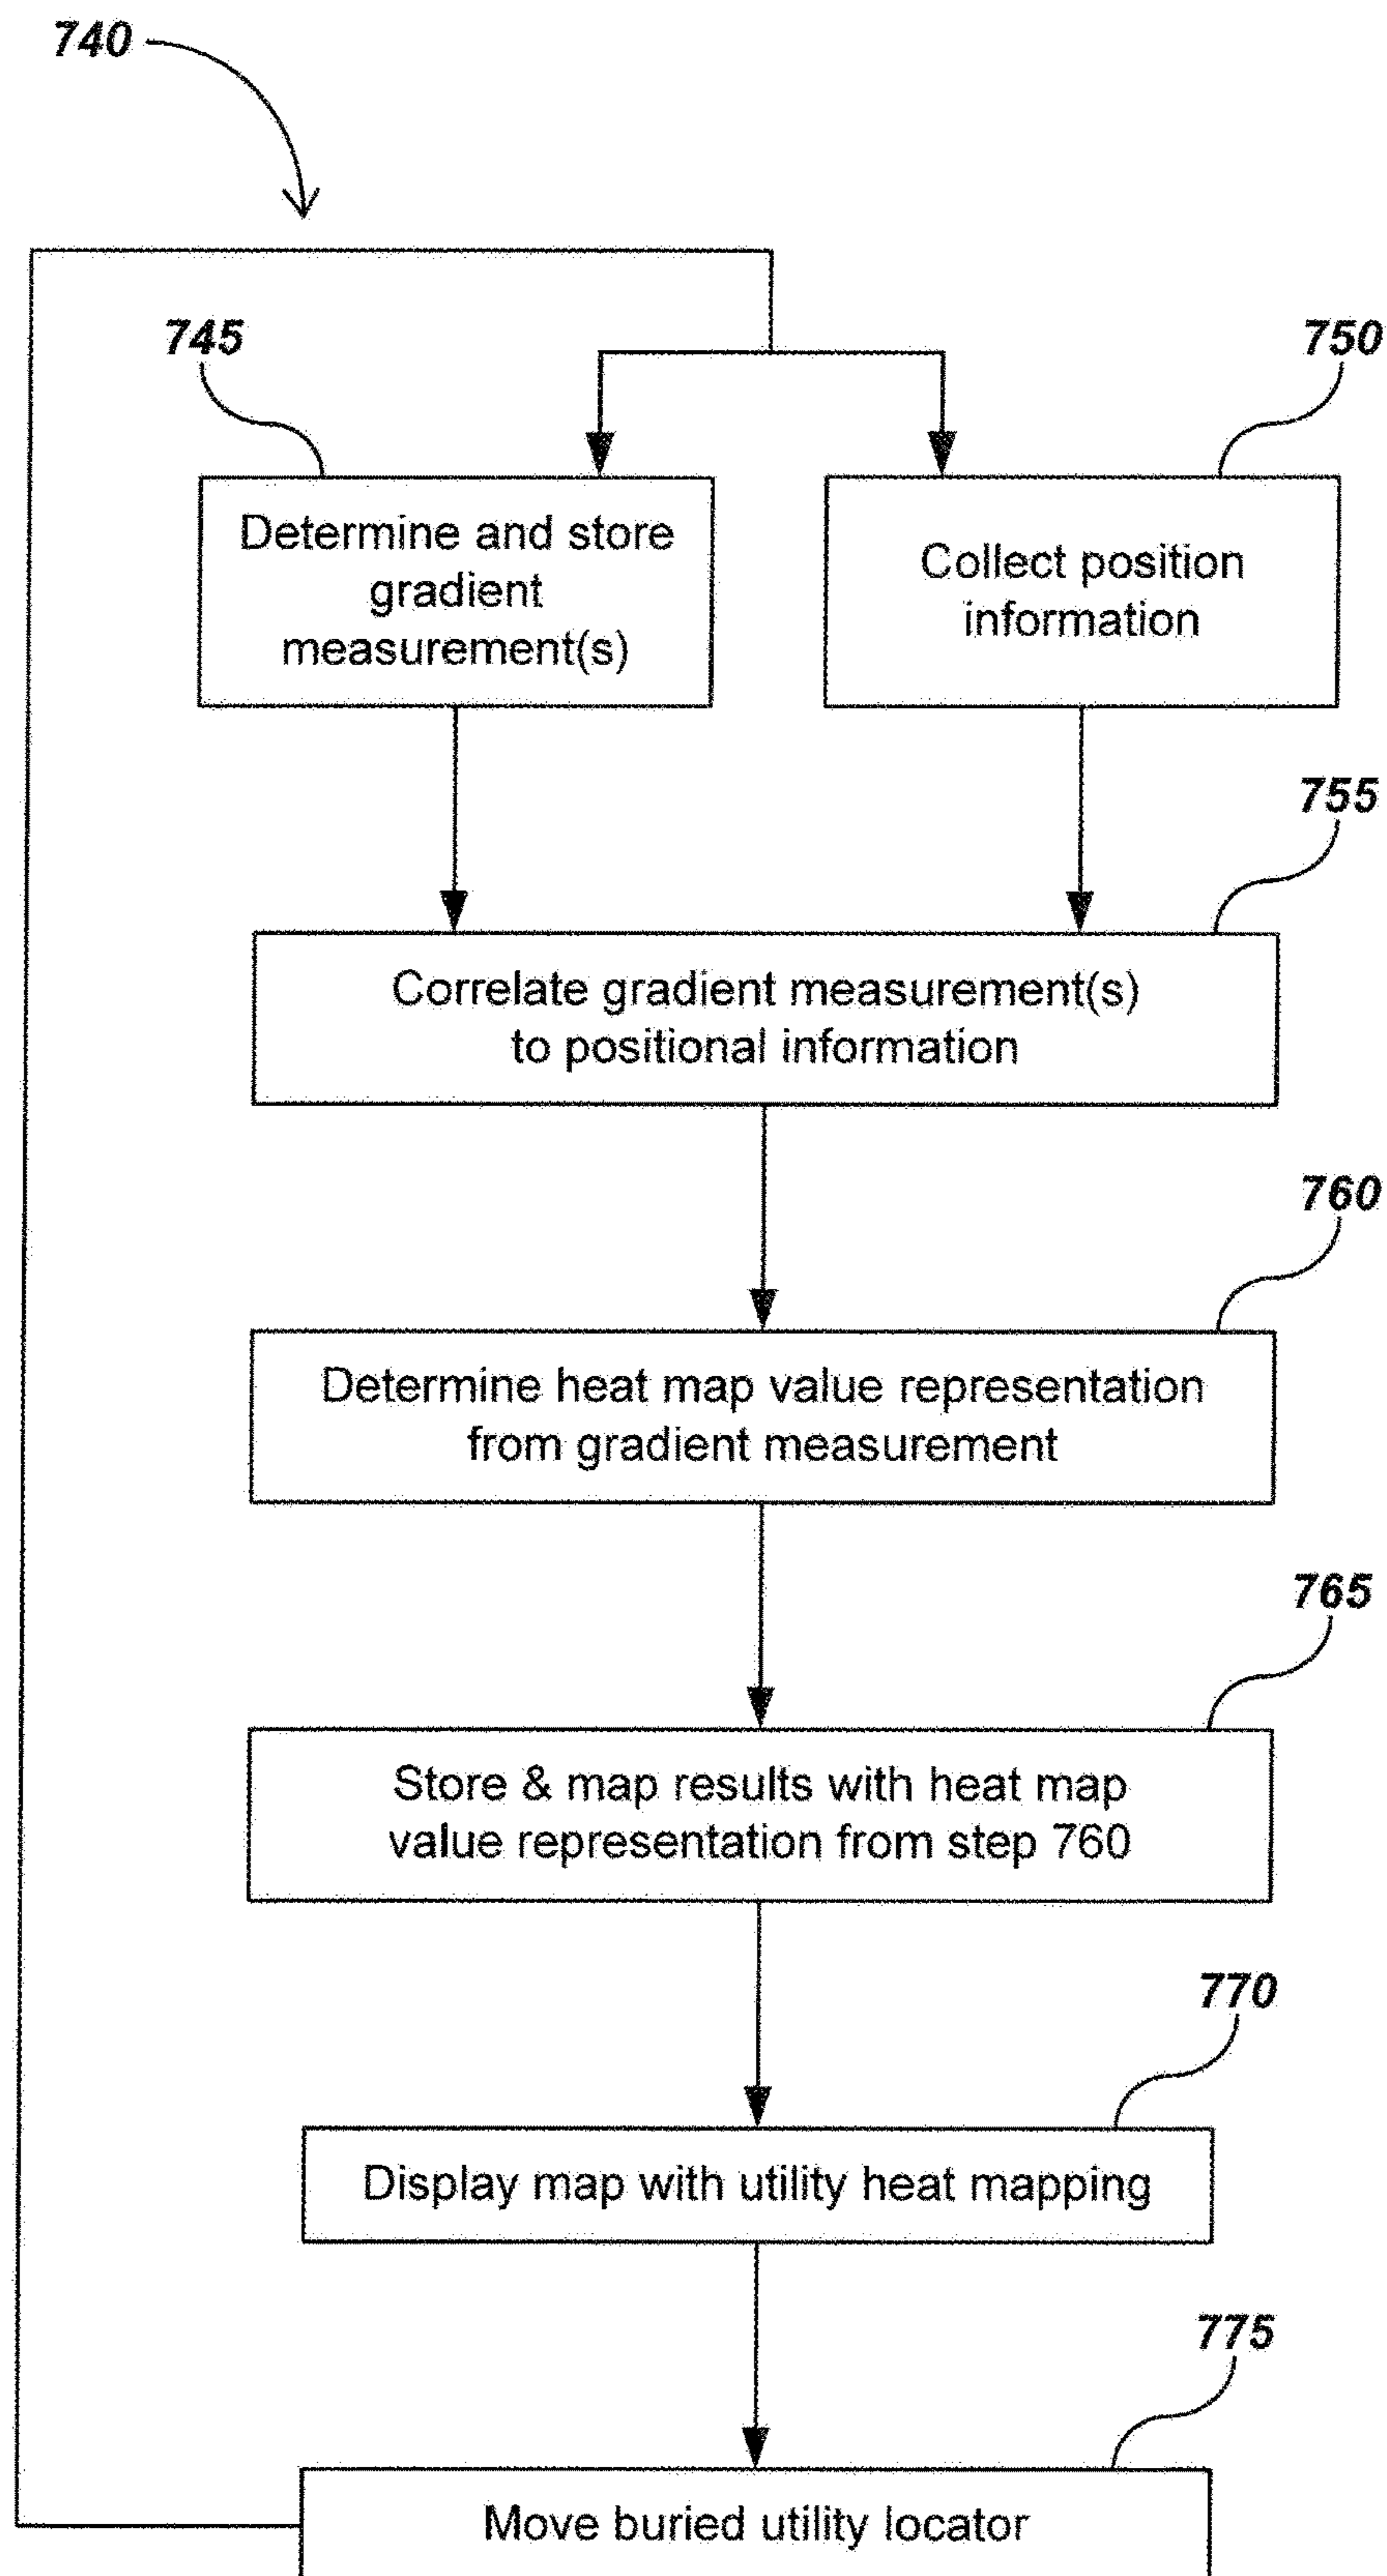 740
745
750
Determine and store
gradient
measurement(s)
Collect position
information
755
Correlate gradient measurement(s)
to positional information
760
Determine heat map value representation
from gradient measurement
765
Store & map results with heat map
value representation from step 760
770
Display map with utility heat mapping
775
Move buried utility locator